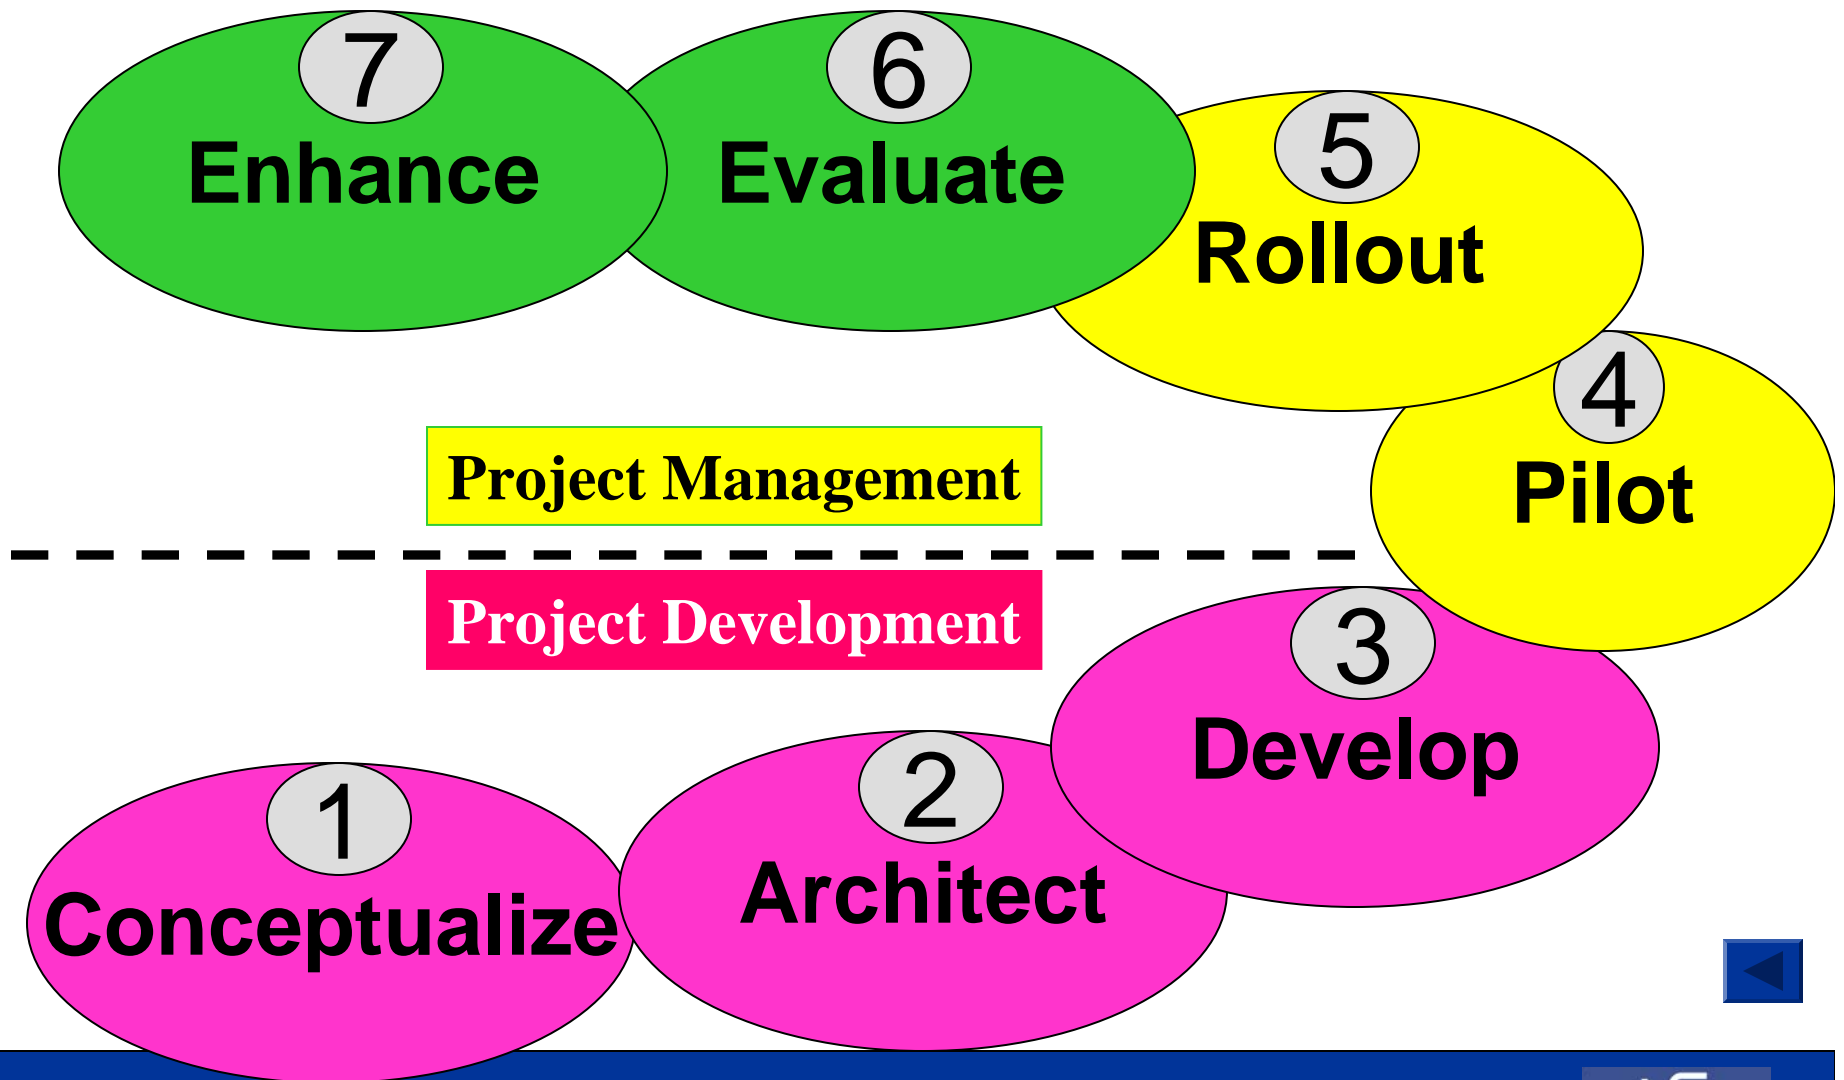 7
Enhance
6
Evaluate
5
Rollout
4
Pilot
Project Management
Project Development
3
Develop
2
Architect
1
Conceptualize